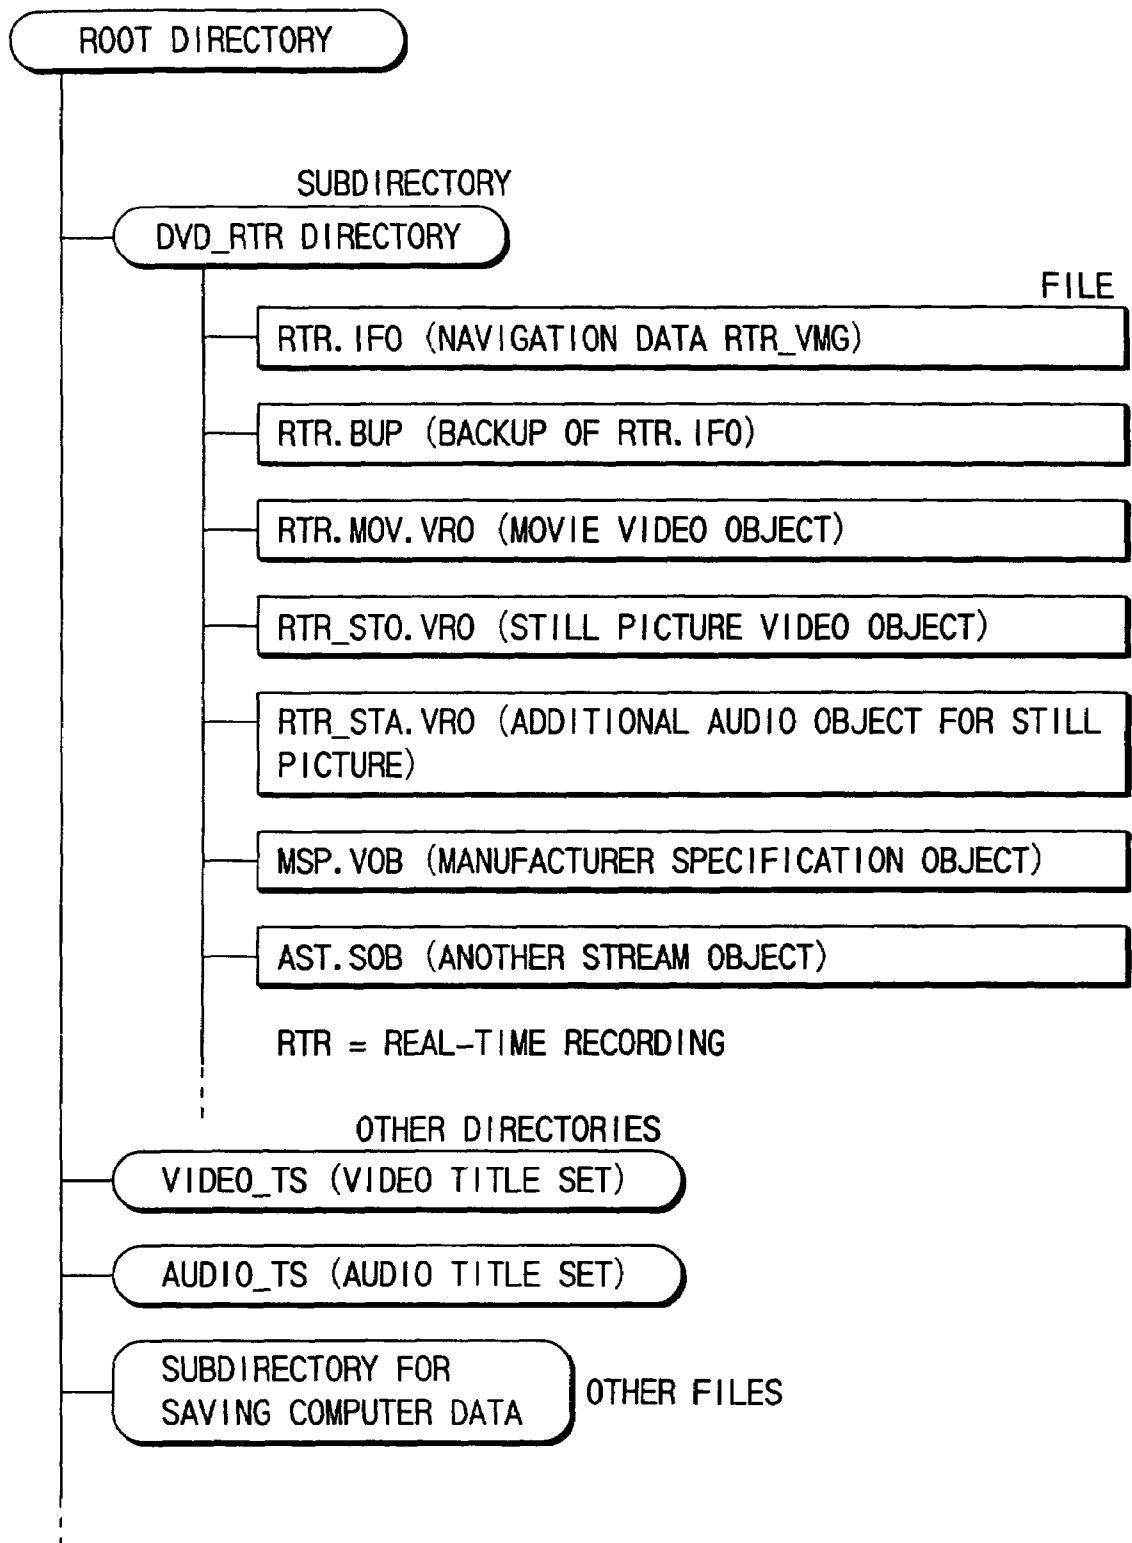 ROOT DIRECTORY
SUBDIRECTORY
DVD_RTR DIRECTORY
FILE
RTR.IFO (NAVIGATION DATA RTR_VMG)
RTR.BUP (BACKUP OF RTR.IFO)
RTR.MOV.VRO (MOVIE VIDEO OBJECT)
RTR_STO.VRO (STILL PICTURE VIDEO OBJECT)
RTR_STA.VRO (ADDITIONAL AUDIO OBJECT FOR STILL
PICTURE)
MSP.VOB (MANUFACTURER SPECIFICATION OBJECT)
AST.SOB (ANOTHER STREAM OBJECT)
RTR = REAL-TIME RECORDING
OTHER DIRECTORIES
VIDEO_TS (VIDEO TITLE SET)
AUDIO_TS (AUDIO TITLE SET)
SUBDIRECTORY FOR
SAVING COMPUTER DATA
OTHER FILES